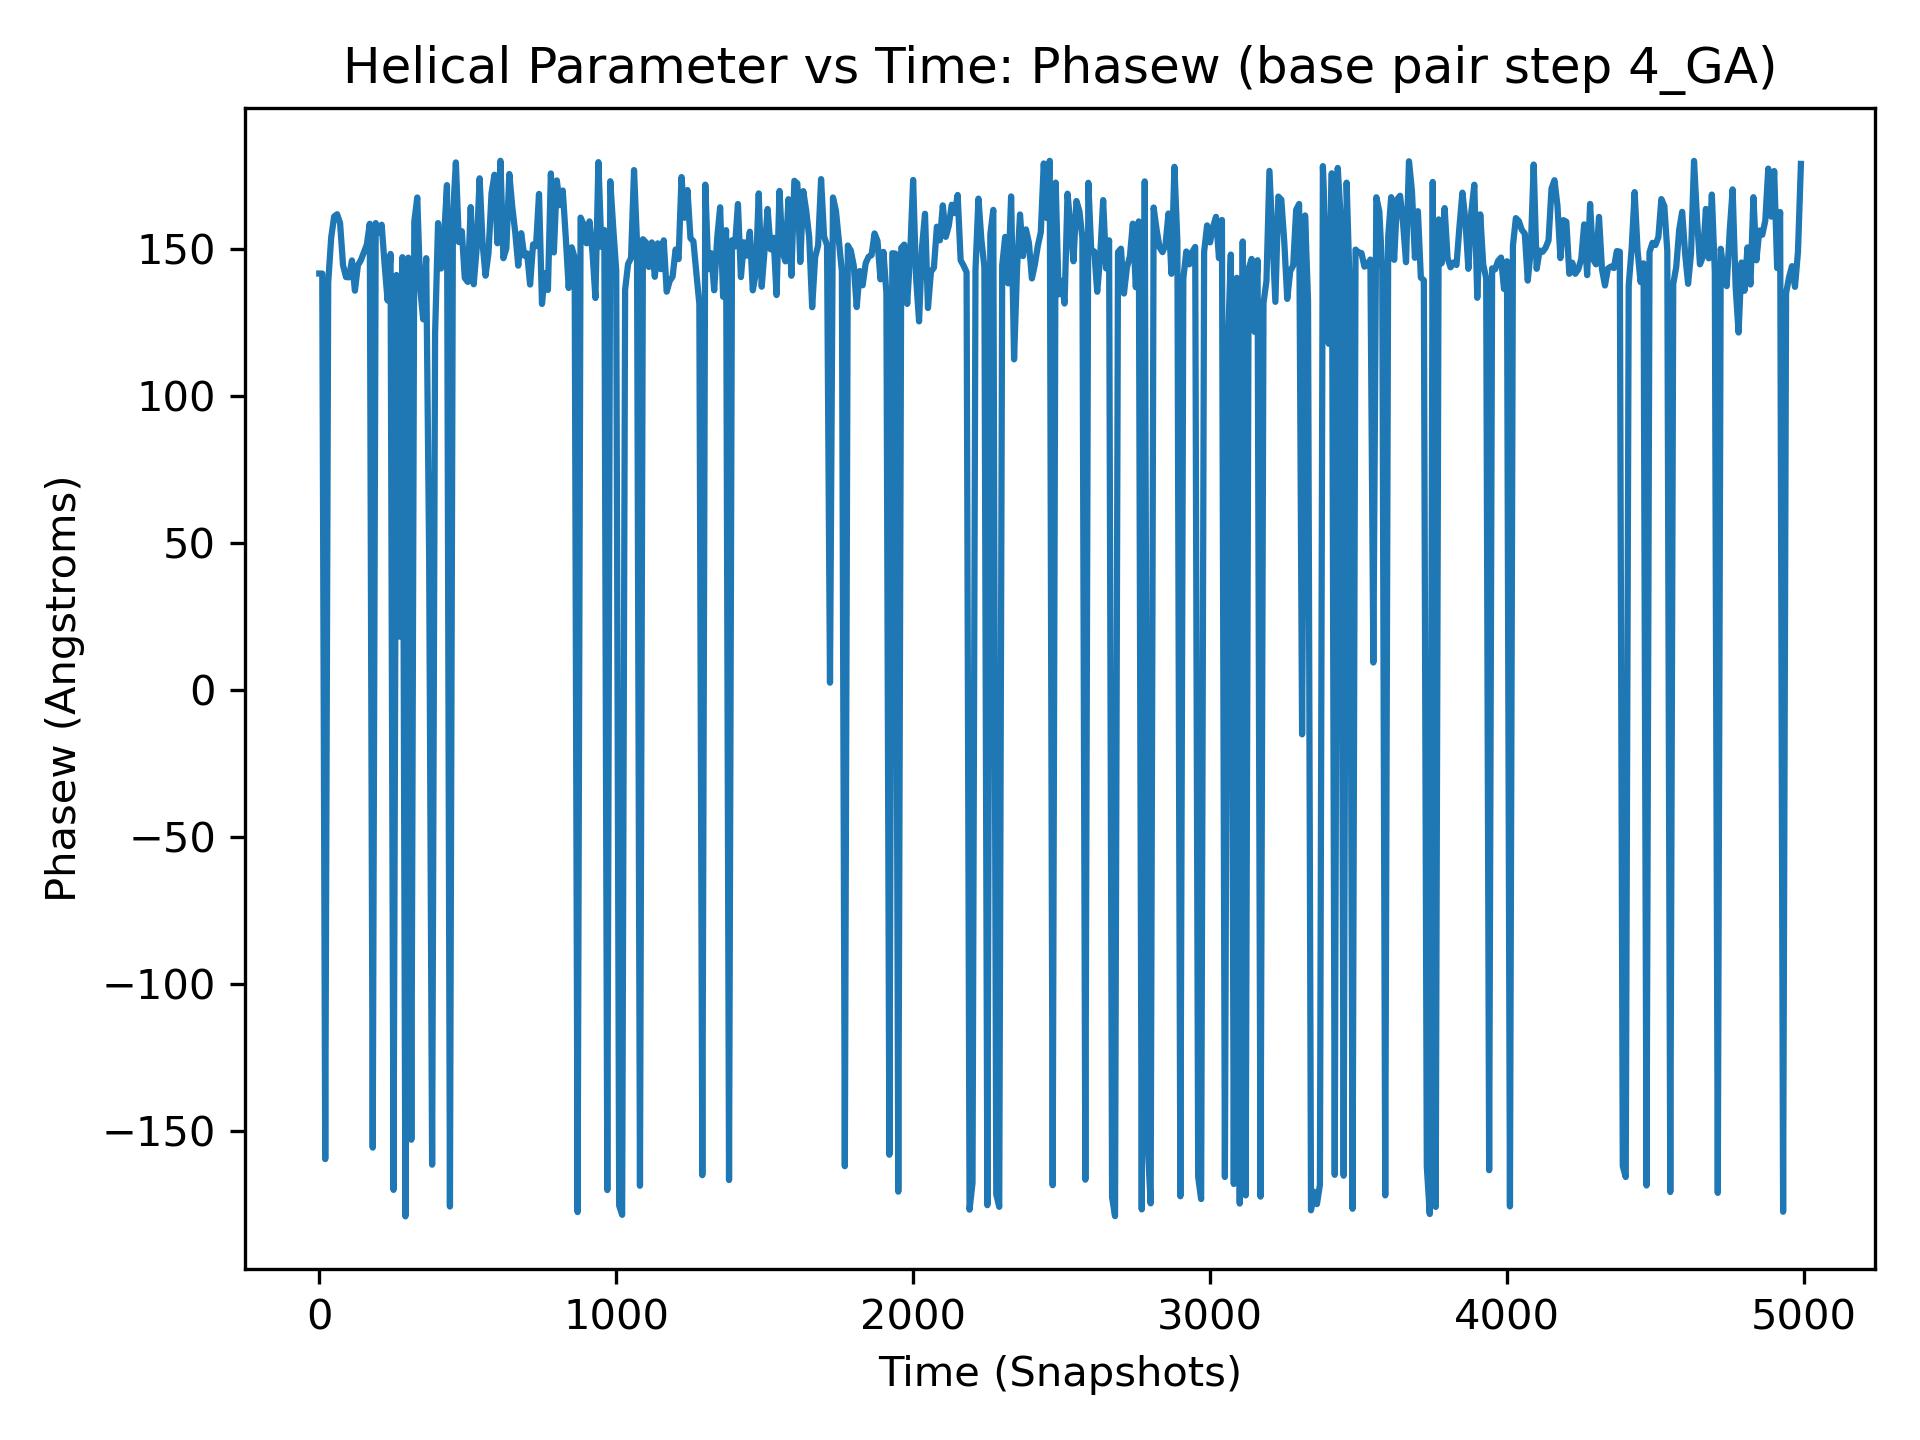 Helical Parameter vs Time: Phasew (base pair step 4_GA)
150
100
50
0
−50
−100
−150
Phasew (Angstroms)
0 1000 2000 3000 4000 5000
Time (Snapshots)